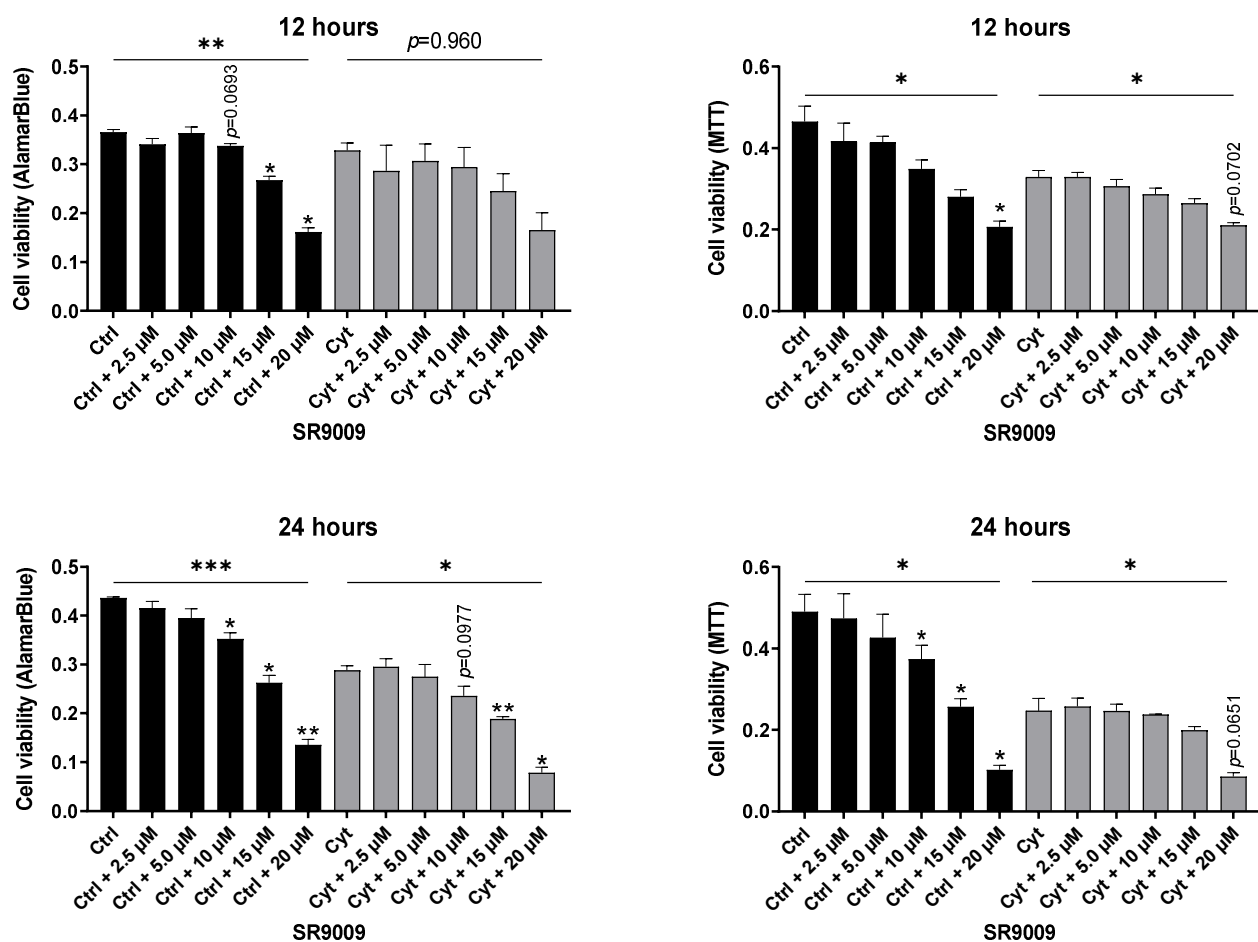 12 hours
Cell viability (AlamarBlue)
** p=0.960
0.5
0.4
0.3
0.2
0.1
0.0
p=0.0693
*
*
Ctrl
Ctrl + 2.5 µM
Ctrl + 5.0 µM
Ctrl + 10 µM
Ctrl + 15 µM
Ctrl + 20 µM
Cyt
Cyt + 2.5 µM
Cyt + 5.0 µM
Cyt + 10 µM
Cyt + 15 µM
Cyt + 20 µM
SR9009
12 hours
Cell viability (MTT)
* *
0.6
0.4
0.2
0.0
*
p=0.0702
Ctrl
Ctrl + 2.5 µM
Ctrl + 5.0 µM
Ctrl + 10 µM
Ctrl + 15 µM
Ctrl + 20 µM
Cyt
Cyt + 2.5 µM
Cyt + 5.0 µM
Cyt + 10 µM
Cyt + 15 µM
Cyt + 20 µM
SR9009
24 hours
Cell viability (AlamarBlue)
*** *
0.5
0.4
0.3
0.2
0.1
0.0
*
*
**
p=0.0977
**
*
Ctrl
Ctrl + 2.5 µM
Ctrl + 5.0 µM
Ctrl + 10 µM
Ctrl + 15 µM
Ctrl + 20 µM
Cyt
Cyt + 2.5 µM
Cyt + 5.0 µM
Cyt + 10 µM
Cyt + 15 µM
Cyt + 20 µM
SR9009
24 hours
Cell viability (MTT)
* *
0.6
0.4
0.2
0.0
*
*
*
p=0.0651
Ctrl
Ctrl + 2.5 µM
Ctrl + 5.0 µM
Ctrl + 10 µM
Ctrl + 15 µM
Ctrl + 20 µM
Cyt
Cyt + 2.5 µM
Cyt + 5.0 µM
Cyt + 10 µM
Cyt + 15 µM
Cyt + 20 µM
SR9009